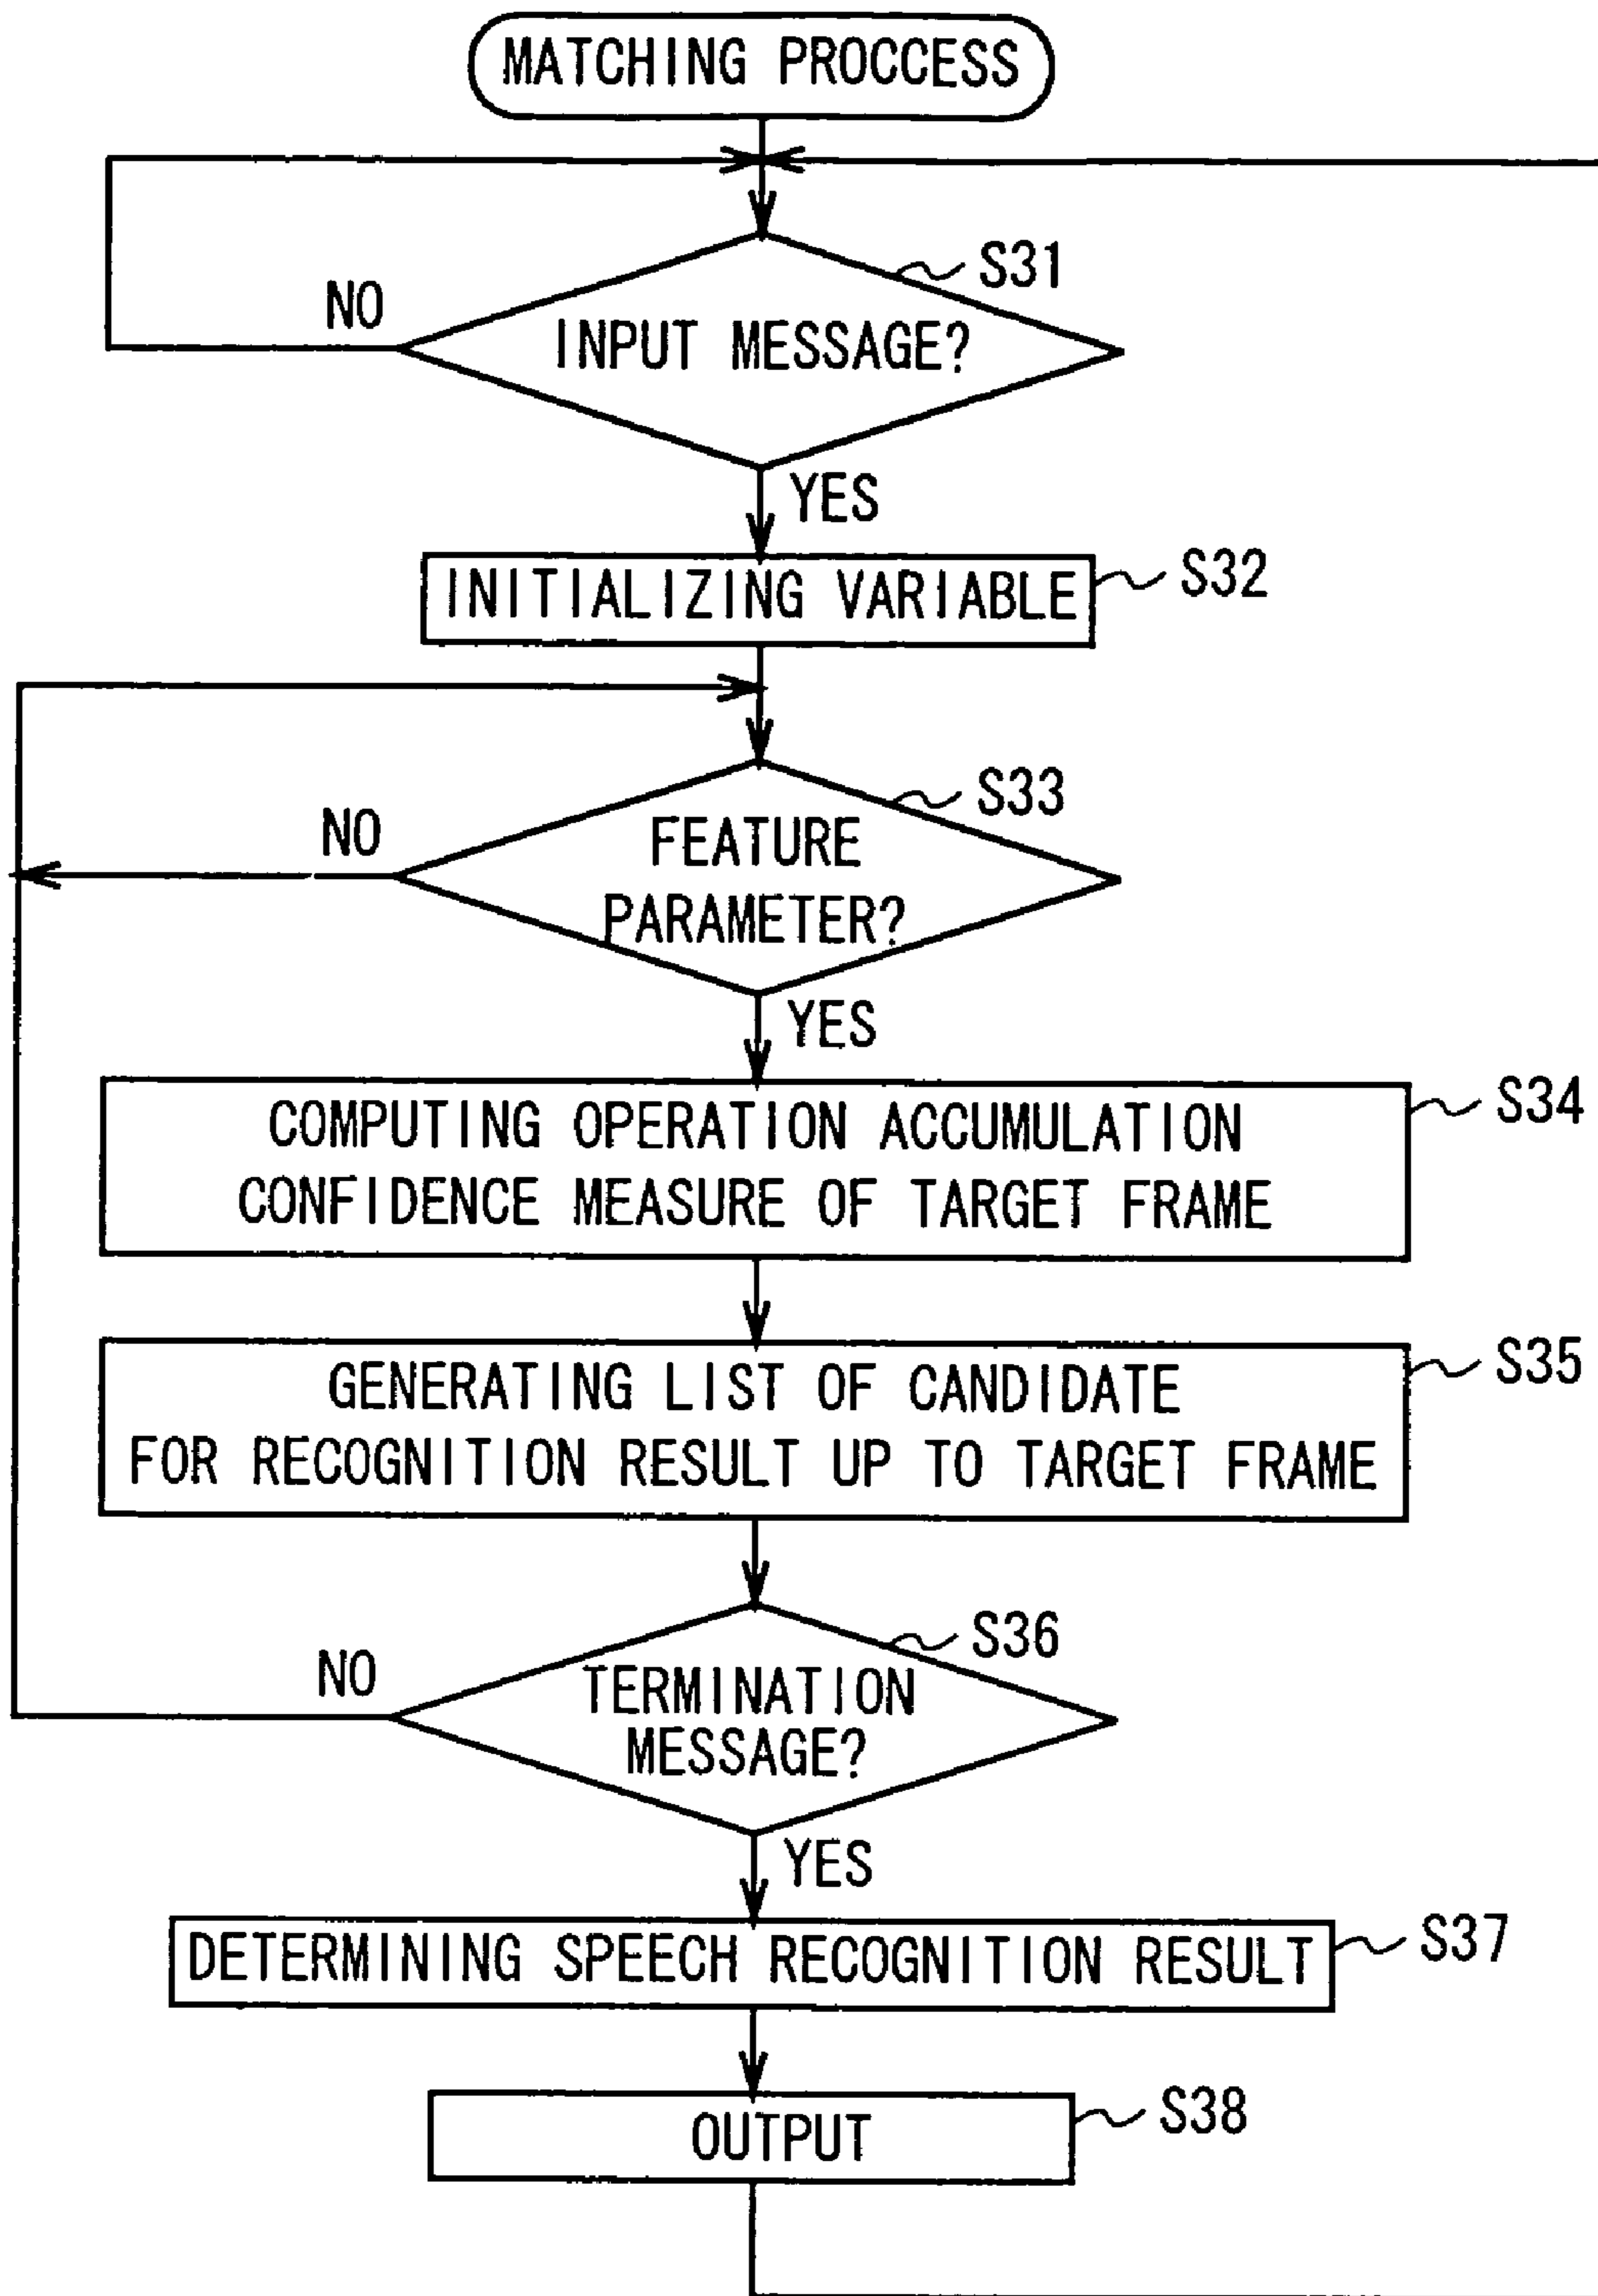 MATCHING PROCCESS
S31
NO
INPUT MESSAGE?
YES
INITIALIZING VARIABLE
S32
S33
NO
FEATURE
PARAMETER?
YES
COMPUTING OPERATION ACCUMULATION
CONFIDENCE MEASURE OF TARGET FRAME
S34
GENERATING LIST OF CANDIDATE
FOR RECOGNITION RESULT UP TO TARGET FRAME
S35
S36
NO
TERMINATION
MESSAGE?
YES
DETERMINING SPEECH RECOGNITION RESULT
S37
OUTPUT
S38